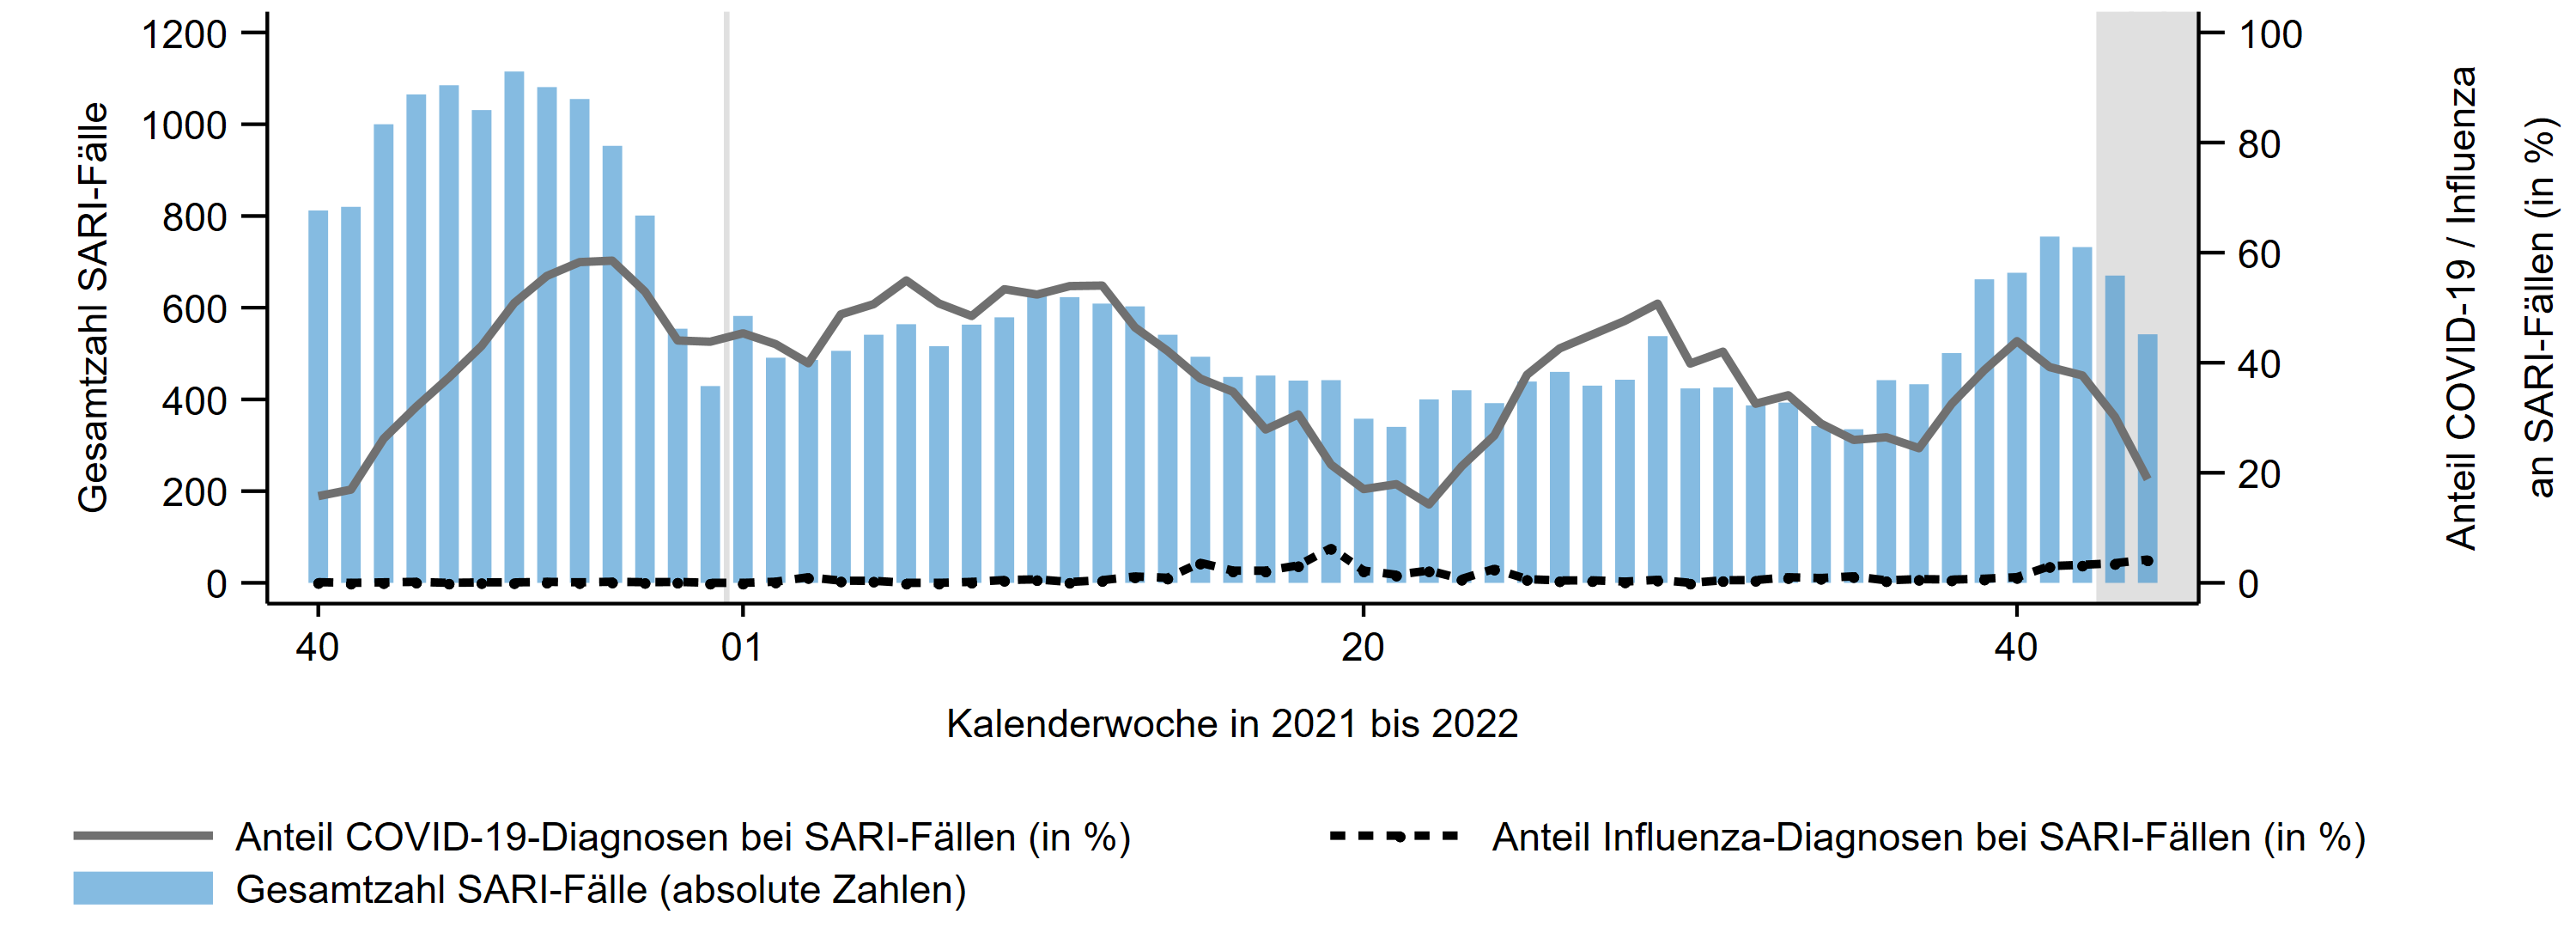 Gesamtzahl SARI-Fälle
1200
1000
800
600
400
200
0
100
80
60
40
20
0
Anteil COVID-19 / Influenza
an SARI-Fällen (in %)
40
01
20
40
Kalenderwoche in 2021 bis 2022
Anteil COVID-19-Diagnosen bei SARI-Fällen (in %)
Anteil Influenza-Diagnosen bei SARI-Fällen (in %)
Gesamtzahl SARI-Fälle (absolute Zahlen)